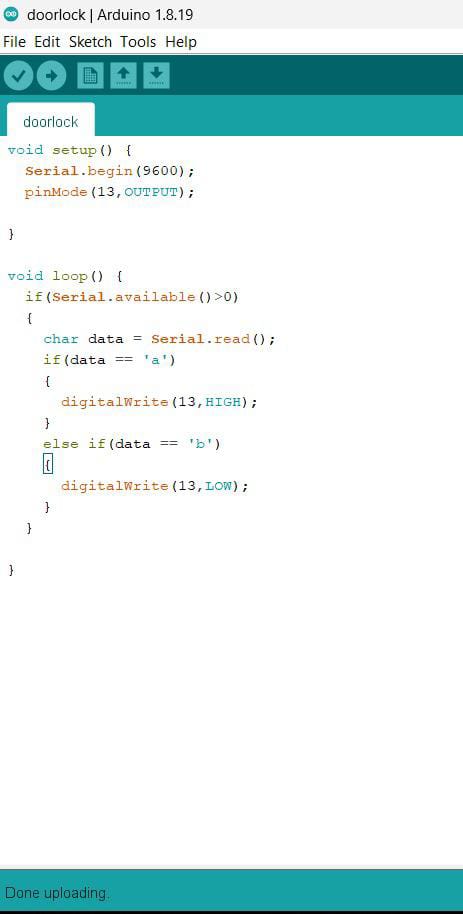 doorlock | Arduino 1.8.19
File Edit Sketch Tools Help
doorlock
void setup() {
  Serial.begin(9600);
  pinMode(13,OUTPUT);
}
void loop() {
  if(Serial.available()>0)
  {
    char data = Serial.read();
    if(data == 'a')
    {
      digitalWrite(13,HIGH);
    }
    else if(data == 'b')
    {
      digitalWrite(13,LOW);
    }
  }
}
Done uploading.